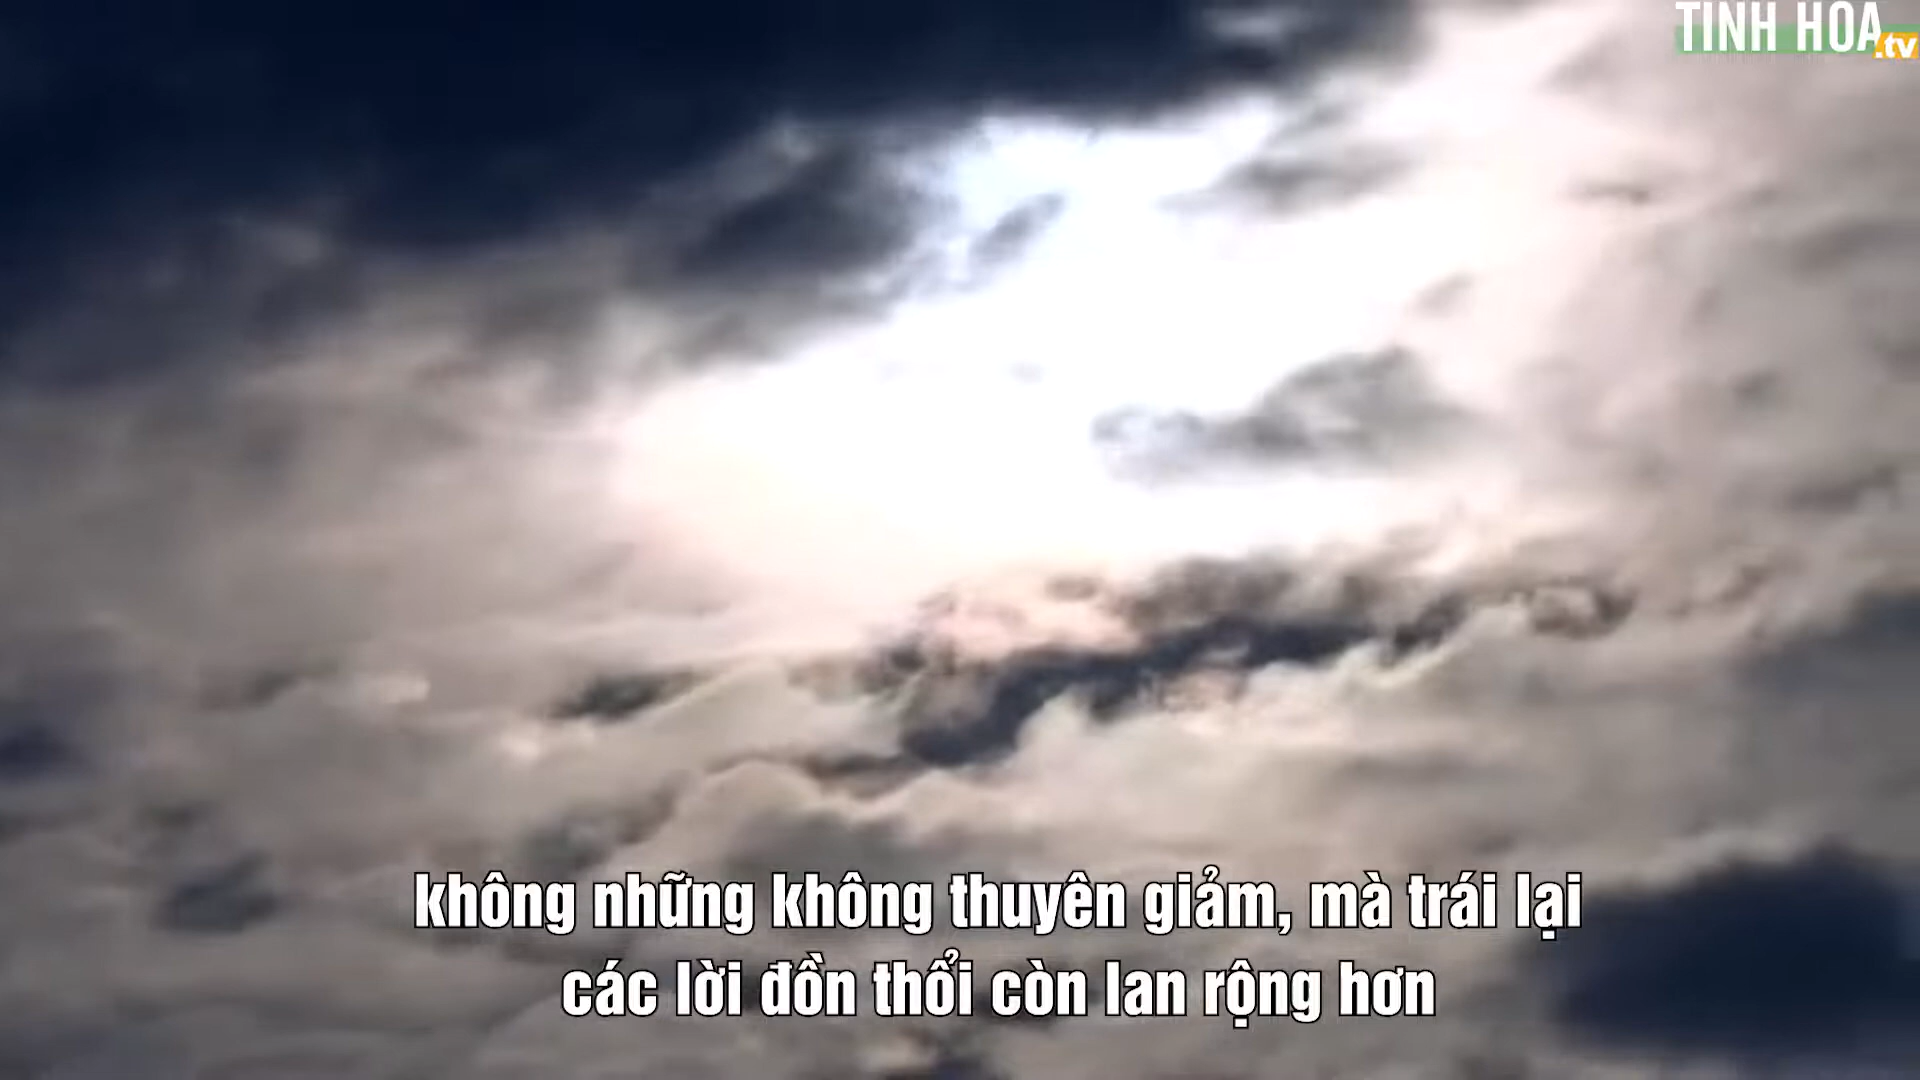 TINH HOA
.tv
không những không thuyên giảm, mà trái lại
các lời đồn thổi còn lan rộng hơn